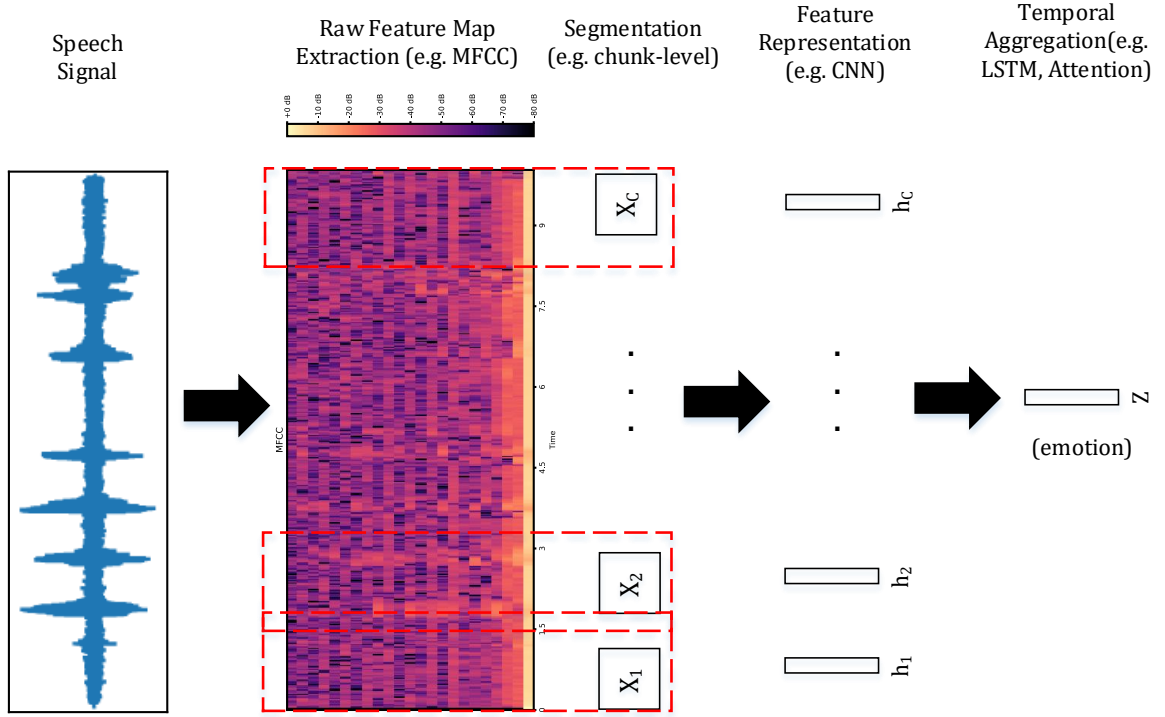 Speech
Signal
Raw Feature Map
Extraction (e.g. MFCC)
Segmentation
(e.g. chunk-level)
Feature
Representation
(e.g. CNN)
Temporal
Aggregation(e.g.
LSTM, Attention)
+0 dB
-10 dB
-20 dB
-30 dB
-40 dB
-50 dB
-60 dB
-70 dB
-80 dB
MFCC
0
1.5
3
4.5
6
7.5
9
Time
X_C
. . .
X_2
X_1
h_C
. . .
h_2
h_1
Z
(emotion)